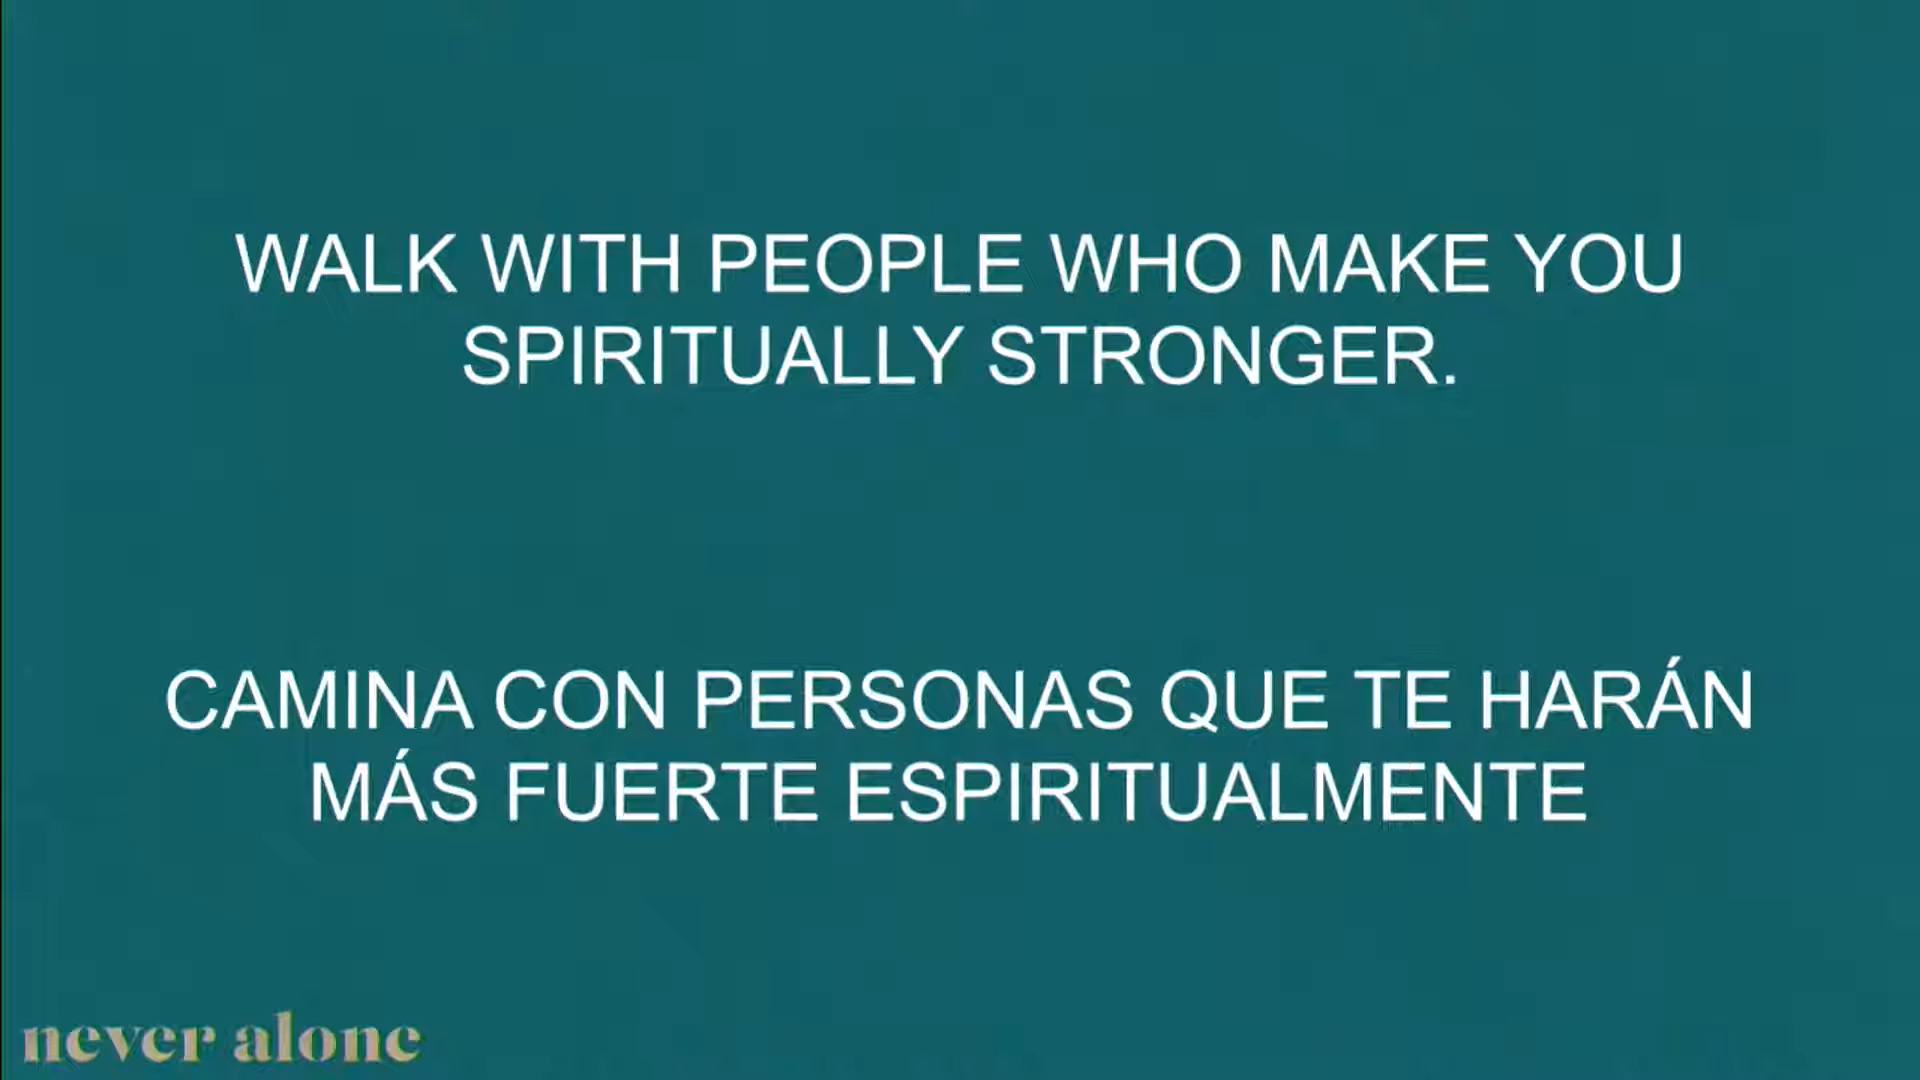 WALK WITH PEOPLE WHO MAKE YOU
SPIRITUALLY STRONGER.
CAMINA CON PERSONAS QUE TE HARÁN
MÁS FUERTE ESPIRITUALMENTE
never alone